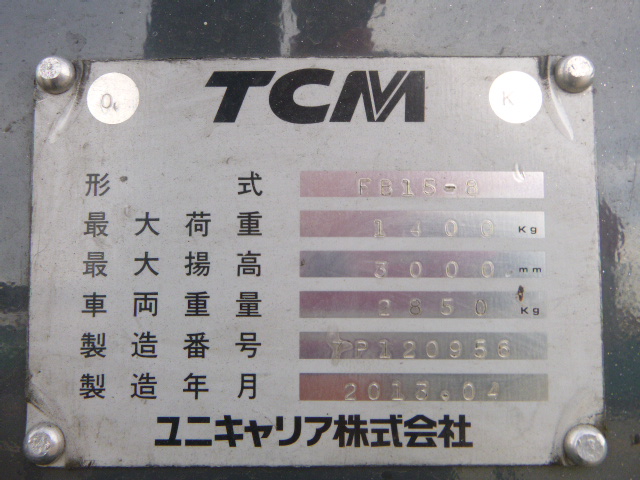 O.
K
TCM
形式 FB15-8
最大荷重 1400 Kg
最大揚高 3000 mm
車両重量 2650 Kg
製造番号 P120956
製造年月 2013.04
ユニキャリア株式会社